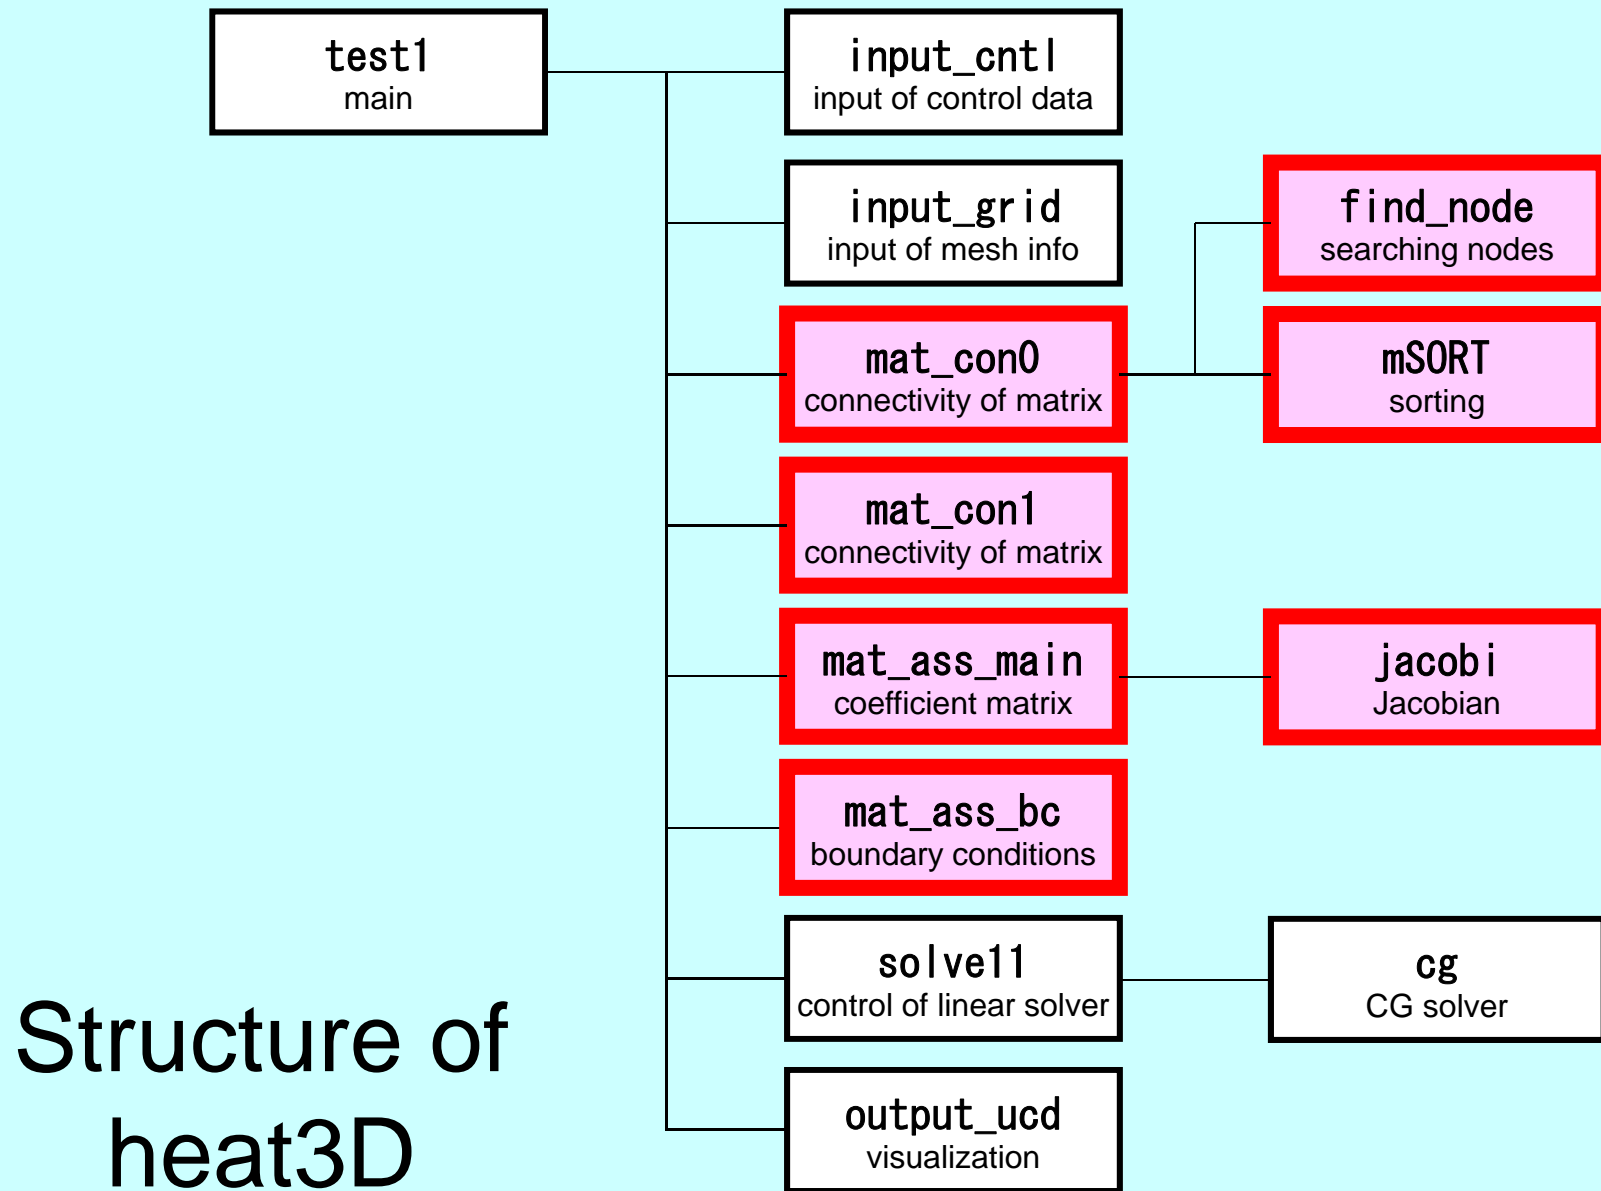 test1
main
input_cntl
input of control data
input_grid
input of mesh info
find_node
searching nodes
mat_con0
connectivity of matrix
mSORT
sorting
mat_con1
connectivity of matrix
mat_ass_main
coefficient matrix
jacobi
Jacobian
mat_ass_bc
boundary conditions
solve11
control of linear solver
cg
CG solver
output_ucd
visualization
Structure of
heat3D